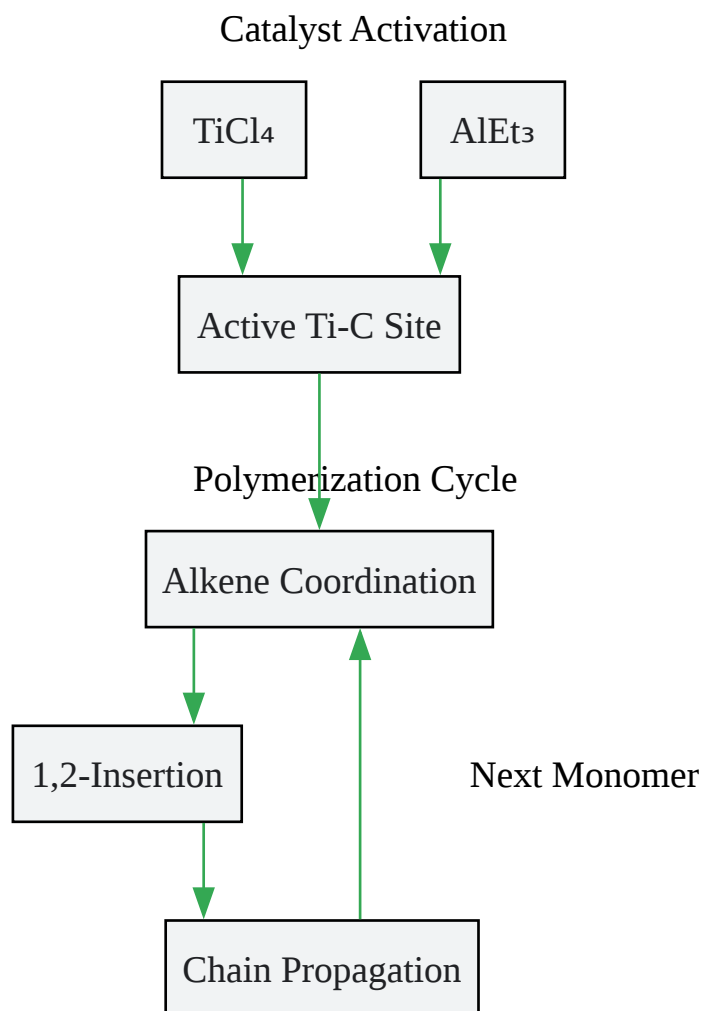 Catalyst Activation
TiCl₄
AlEt₃
Active Ti-C Site
Polymerization Cycle
Alkene Coordination
1,2-Insertion
Next Monomer
Chain Propagation